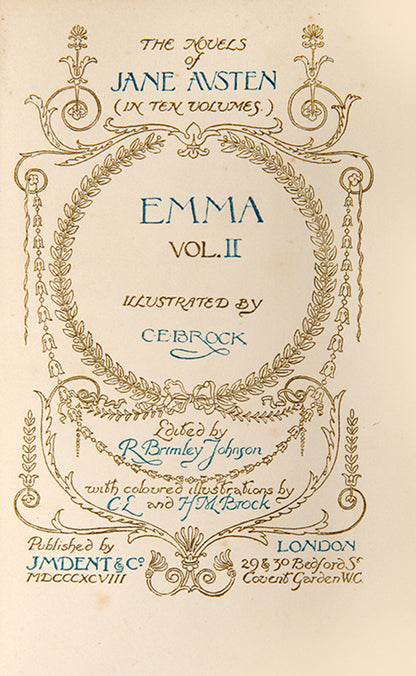 THE NOVELS
of
JANE AVSTEN
(IN TEN VOLUMES.)
EMMA
VOL. II
ILLUSTRATED BY
C.E.BROCK
Edited by
R. Brimley Johnson
with coloured illustrations by
C.E. and H.M. Brock
Published by
J.M.DENT & Co
MDCCCXCVIII
LONDON
29 & 30 Bedford St
Covent Garden W.C.